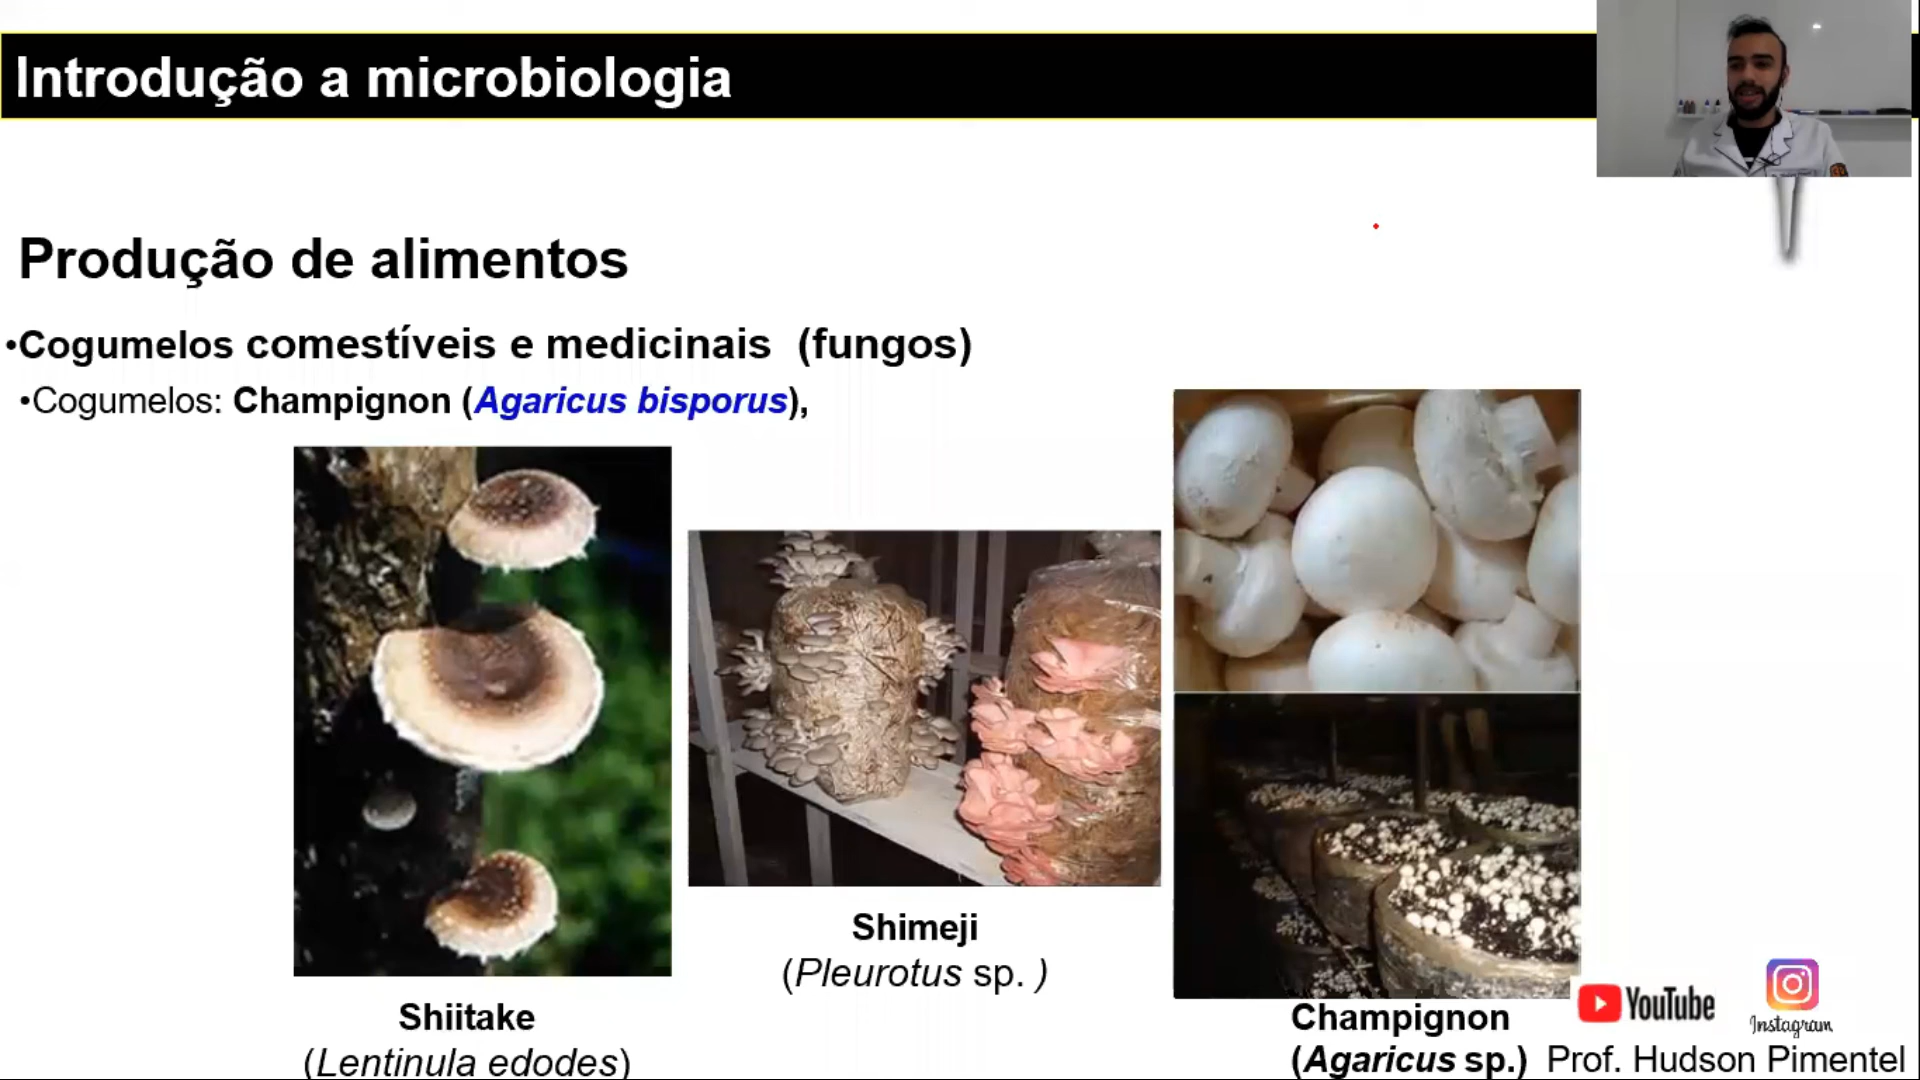 Introdução a microbiologia
Produção de alimentos
•Cogumelos comestíveis e medicinais (fungos)
•Cogumelos: Champignon (Agaricus bisporus),
Shimeji
(Pleurotus sp. )
Shiitake
(Lentinula edodes)
Champignon
(Agaricus sp.)
YouTube
Instagram
Prof. Hudson Pimentel